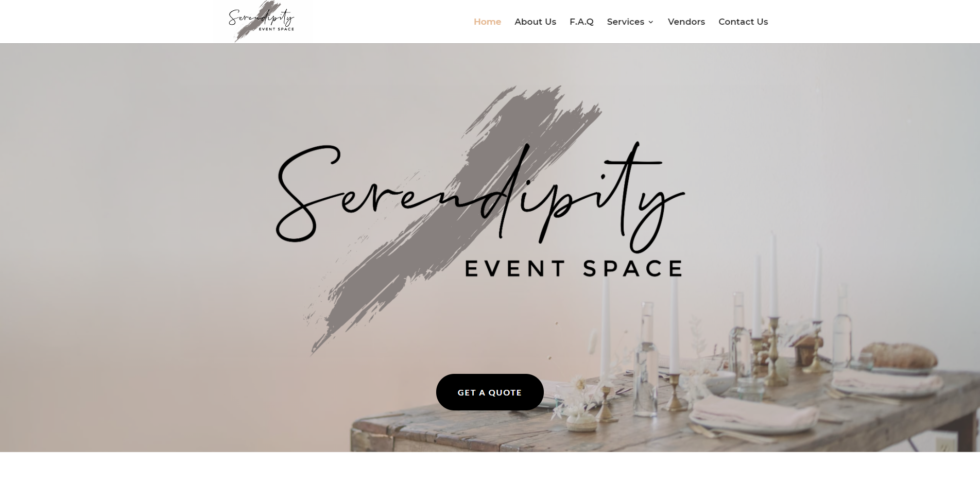 Serendipity
EVENT SPACE
Home About Us F.A.Q Services Vendors Contact Us
Serendipity
EVENT SPACE
GET A QUOTE